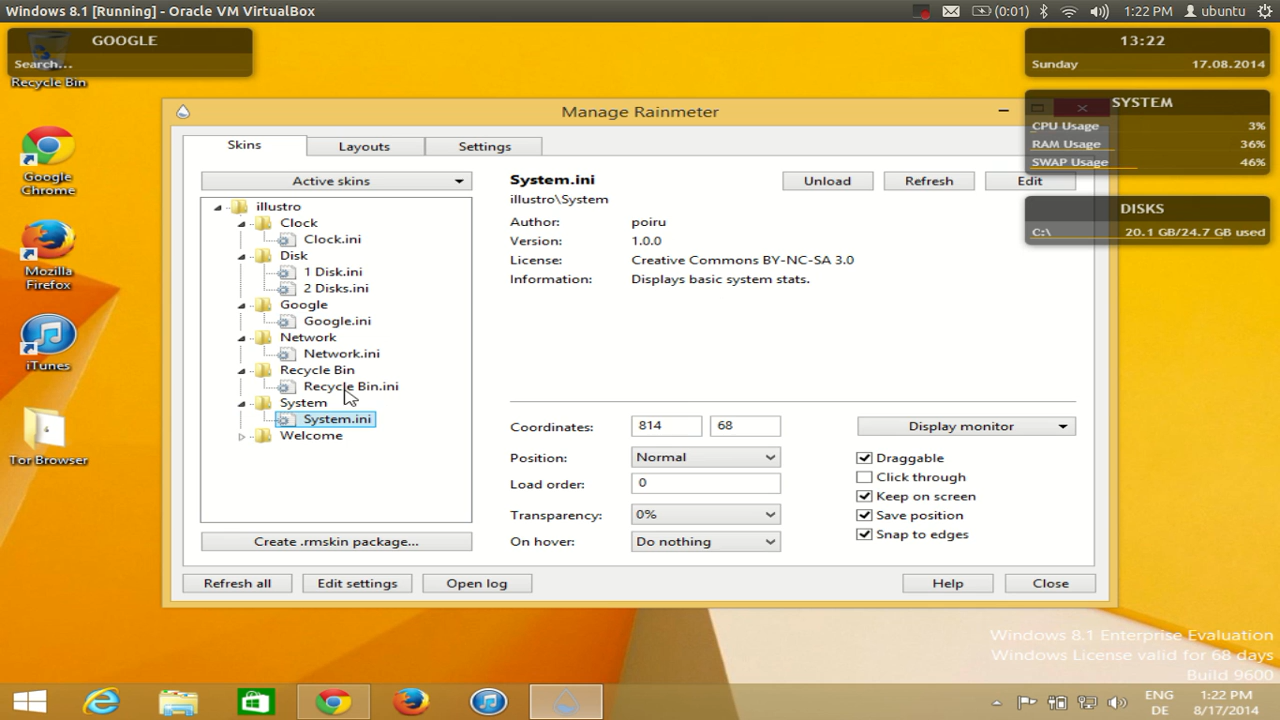 Windows 8.1 [Running] - Oracle VM VirtualBox
(0:01)
1:22 PM
ubuntu
GOOGLE
Search...
Recycle Bin
Google
Chrome
Mozilla
Firefox
iTunes
Tor Browser
13:22
Sunday
17.08.2014
SYSTEM
CPU Usage 3%
RAM Usage 36%
SWAP Usage 46%
DISKS
C:\ 20.1 GB/24.7 GB used
Manage Rainmeter
Skins
Layouts
Settings
Active skins
illustro
Clock
Clock.ini
Disk
1 Disk.ini
2 Disks.ini
Google
Google.ini
Network
Network.ini
Recycle Bin
Recycle Bin.ini
System
System.ini
Welcome
Create .rmskin package...
System.ini
illustro\System
Unload
Refresh
Edit
Author: poiru
Version: 1.0.0
License: Creative Commons BY-NC-SA 3.0
Information: Displays basic system stats.
Coordinates: 814 68
Position: Normal
Load order: 0
Transparency: 0%
On hover: Do nothing
Display monitor
Draggable
Click through
Keep on screen
Save position
Snap to edges
Refresh all
Edit settings
Open log
Help
Close
Windows 8.1 Enterprise Evaluation
Windows License valid for 68 days
Build 9600
ENG
DE
1:22 PM
8/17/2014